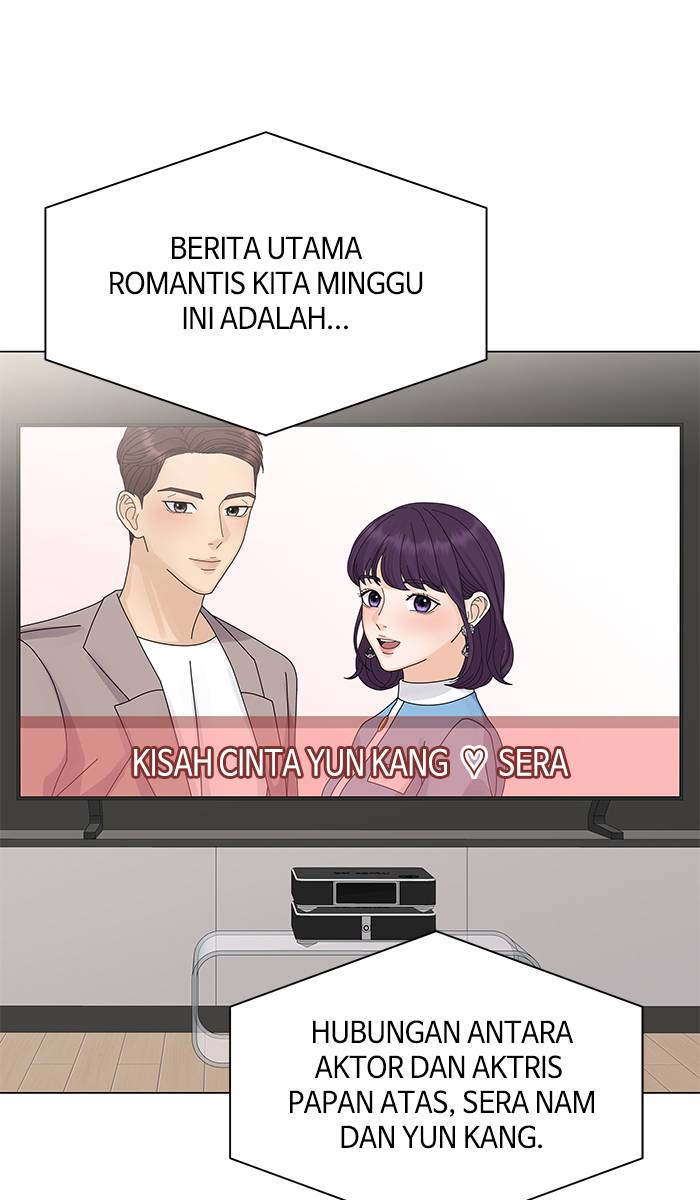 BERITA UTAMA
ROMANTIS KITA MINGGU
INI ADALAH...
KISAH CINTA YUN KANG ♡ SERA
HUBUNGAN ANTARA
AKTOR DAN AKTRIS
PAPAN ATAS, SERA NAM
DAN YUN KANG.